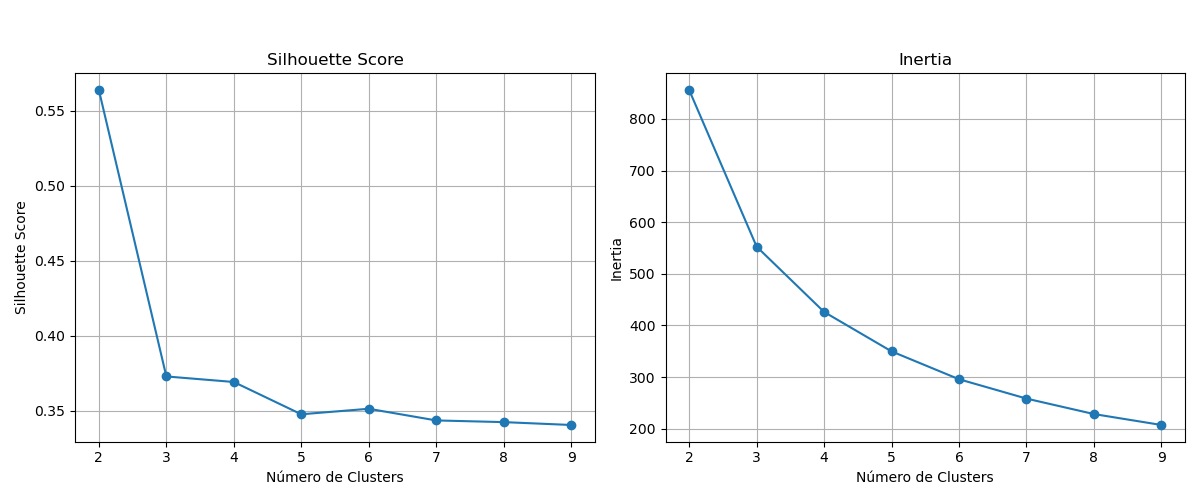 Silhouette Score
Silhouette Score
0.55
0.50
0.45
0.40
0.35
2 3 4 5 6 7 8 9
Número de Clusters
Inertia
Inertia
800
700
600
500
400
300
200
2 3 4 5 6 7 8 9
Número de Clusters